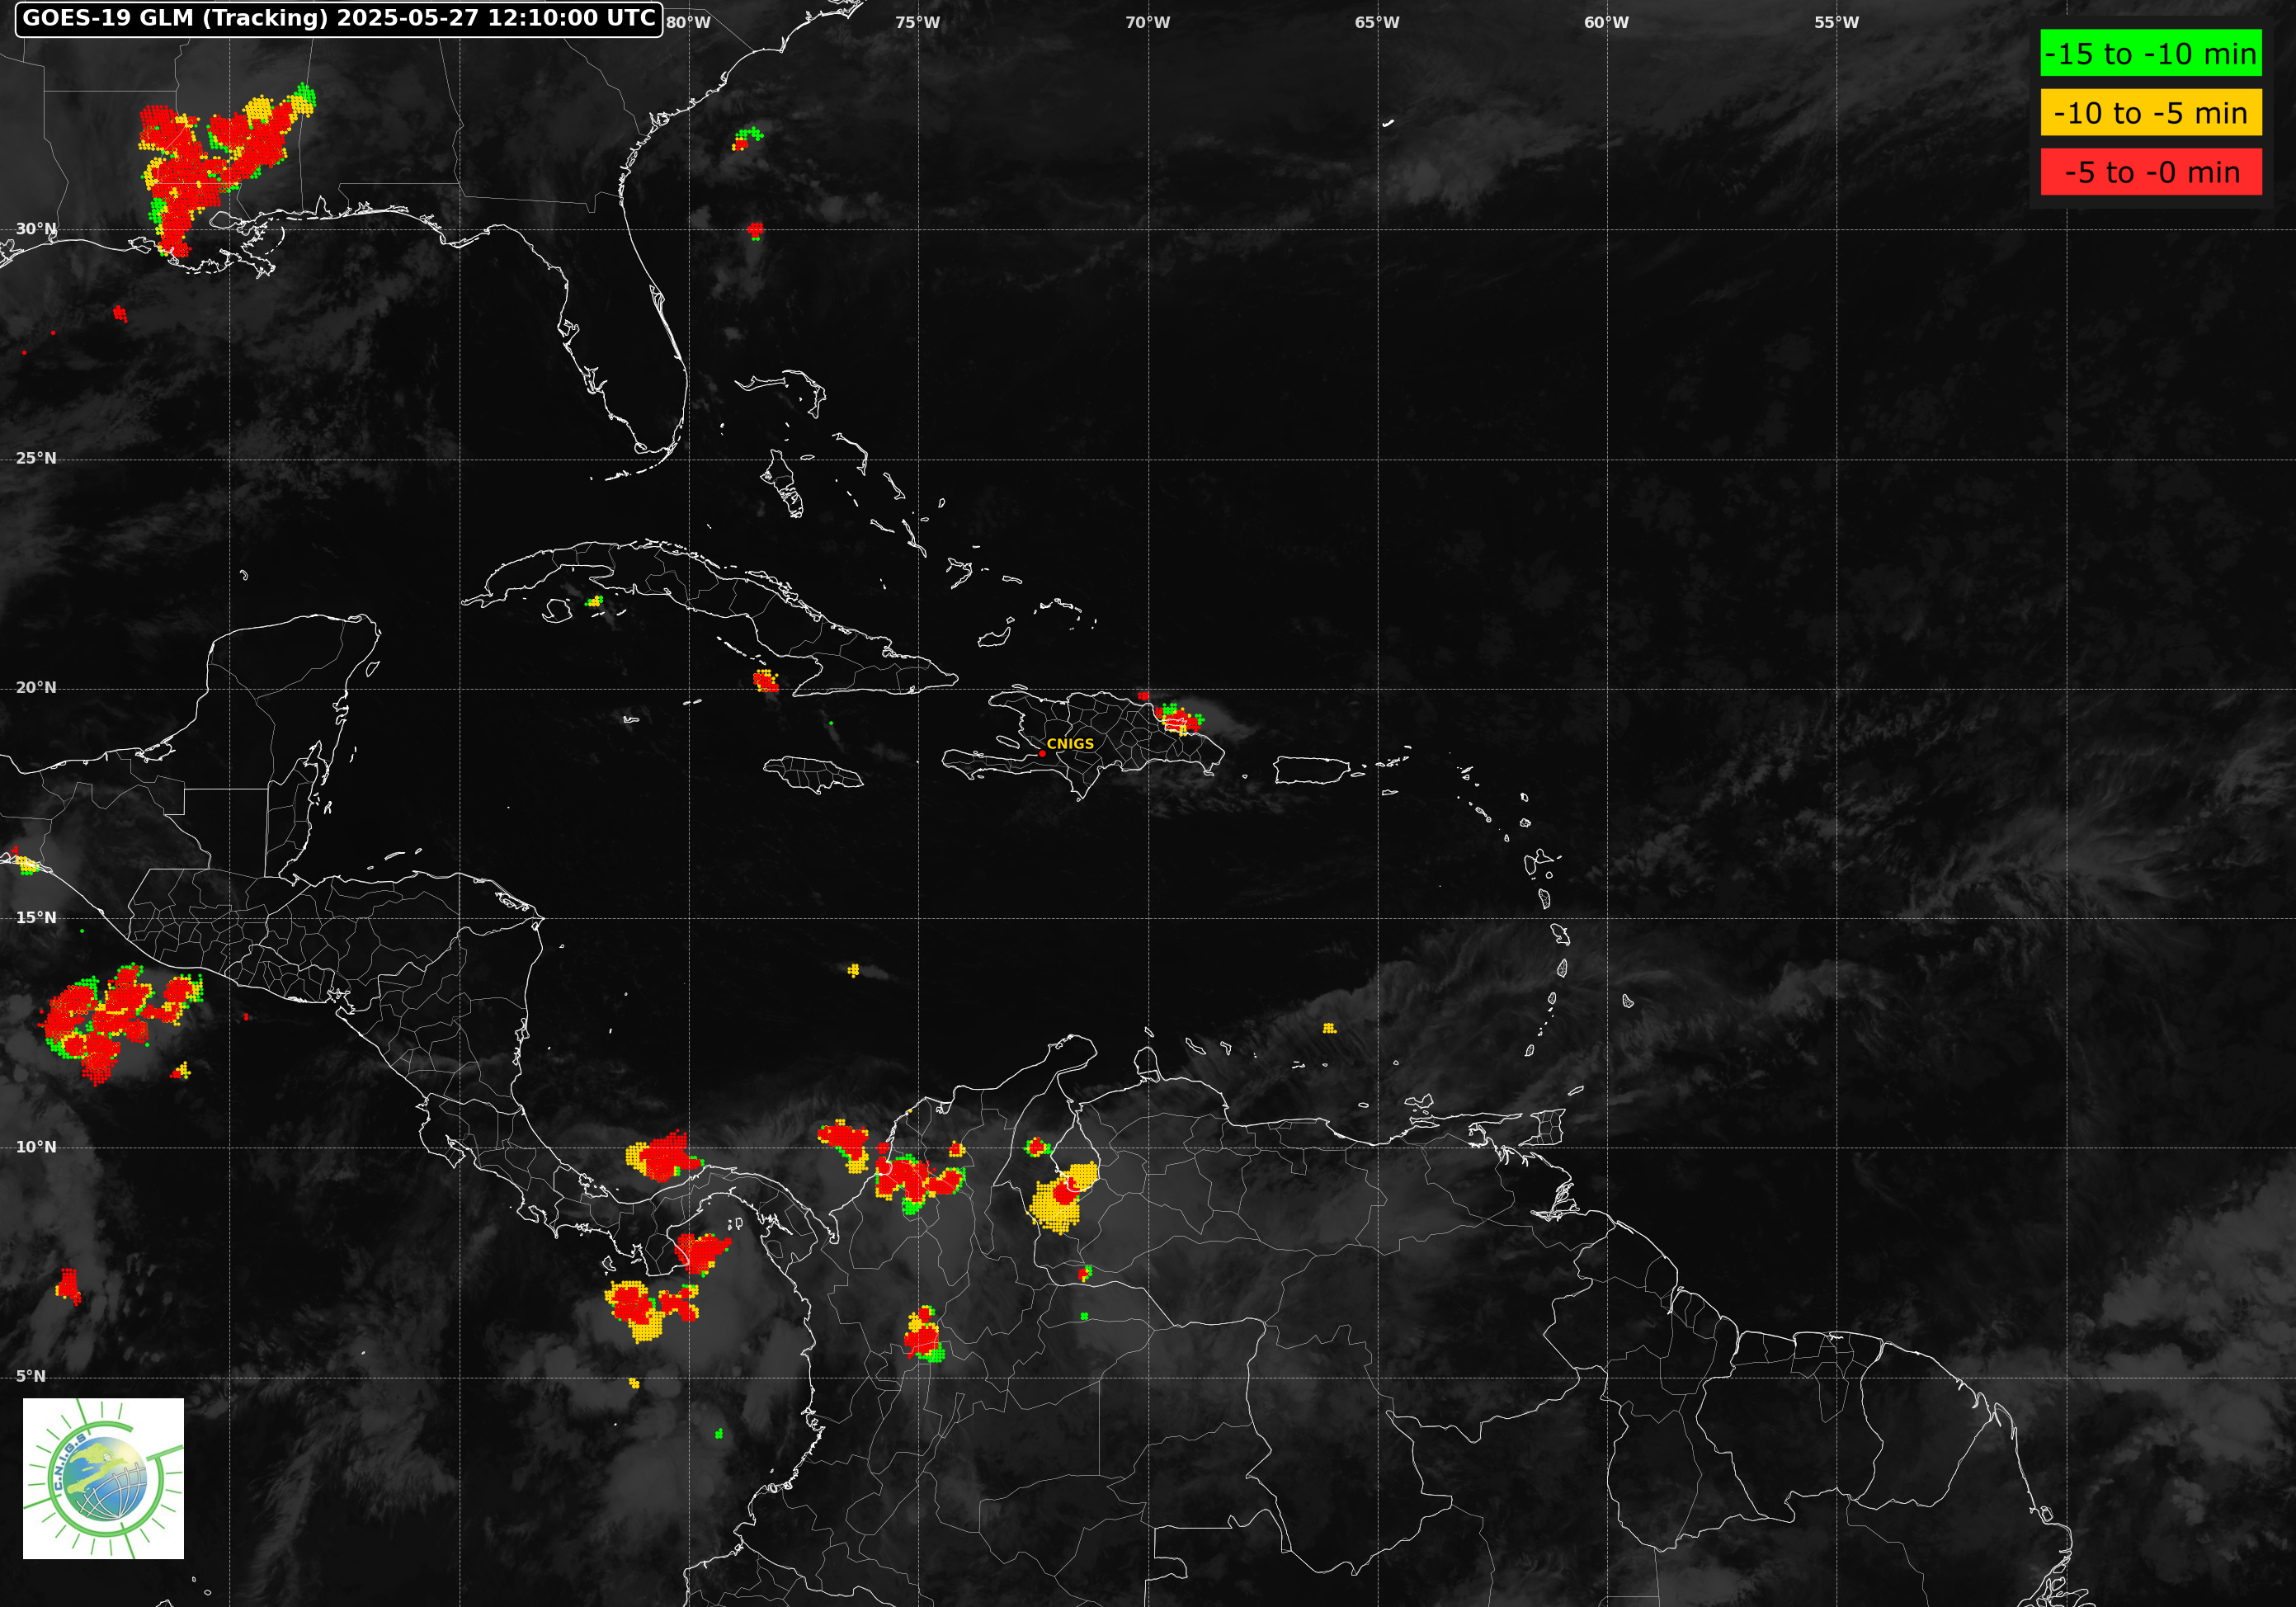 GOES-19 GLM (Tracking) 2025-05-27 12:10:00 UTC
80°W
75°W
70°W
65°W
60°W
55°W
-15 to -10 min
-10 to -5 min
-5 to -0 min
30°N
25°N
20°N
CNIGS
15°N
10°N
5°N
C.N.I.G.S